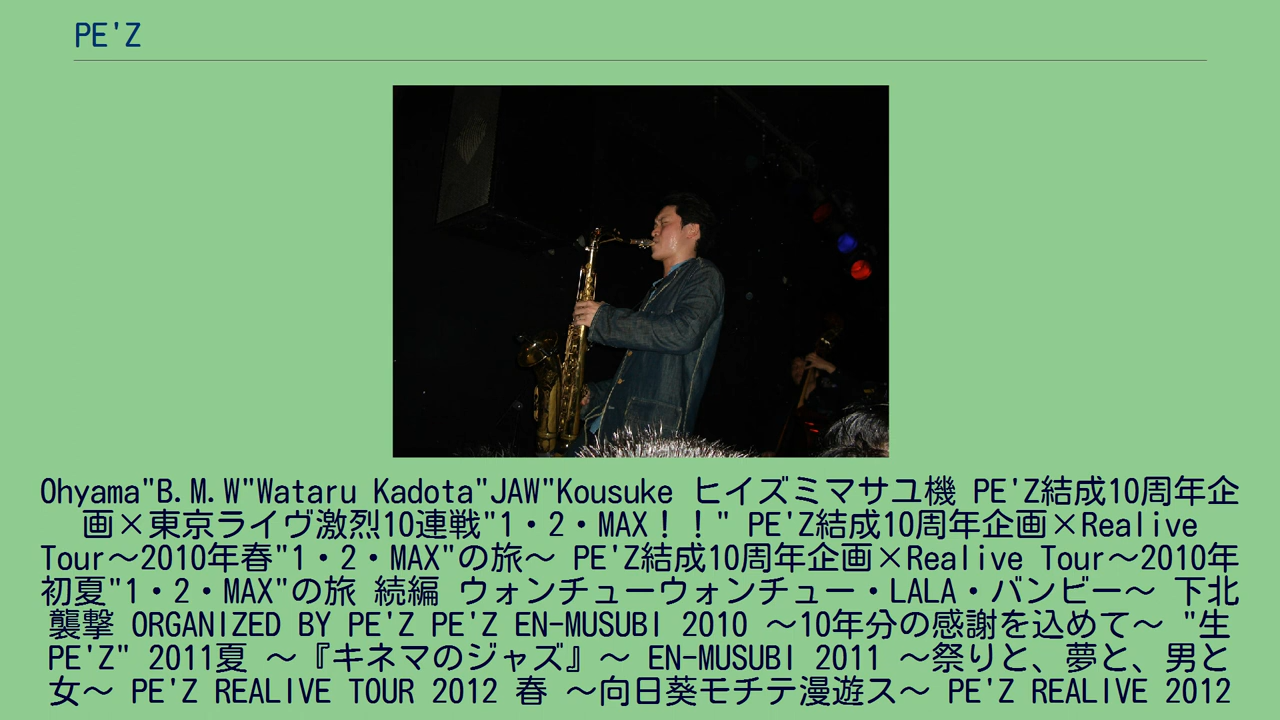 PE'Z
Ohyama"B.M.W"Wataru Kadota"JAW"Kousuke ヒイズミマサユ機 PE'Z結成10周年企
画×東京ライヴ激烈10連戦"1・2・MAX！！" PE'Z結成10周年企画×Realive
Tour～2010年春"1・2・MAX"の旅～ PE'Z結成10周年企画×Realive Tour～2010年
初夏"1・2・MAX"の旅 続編 ウォンチューウォンチュー・LALA・バンビー～ 下北
襲撃 ORGANIZED BY PE'Z PE'Z EN-MUSUBI 2010 ～10年分の感謝を込めて～ "生
PE'Z" 2011夏 ～『キネマのジャズ』～ EN-MUSUBI 2011 ～祭りと、夢と、男と
女～ PE'Z REALIVE TOUR 2012 春 ～向日葵モチテ漫遊ス～ PE'Z REALIVE 2012